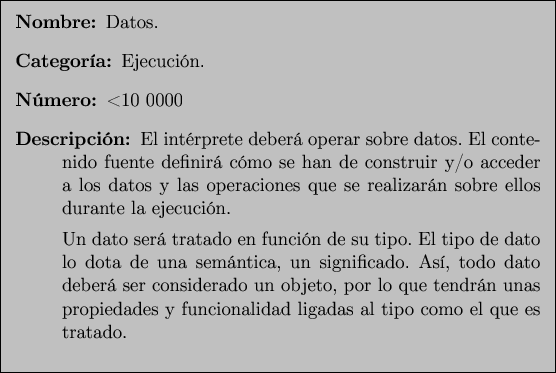 Nombre: Datos.
Categoría: Ejecución.
Número: <10 0000
Descripción: El intérprete deberá operar sobre datos. El conte-
nido fuente definirá cómo se han de construir y/o acceder
a los datos y las operaciones que se realizarán sobre ellos
durante la ejecución.
Un dato será tratado en función de su tipo. El tipo de dato
lo dota de una semántica, un significado. Así, todo dato
deberá ser considerado un objeto, por lo que tendrán unas
propiedades y funcionalidad ligadas al tipo como el que es
tratado.